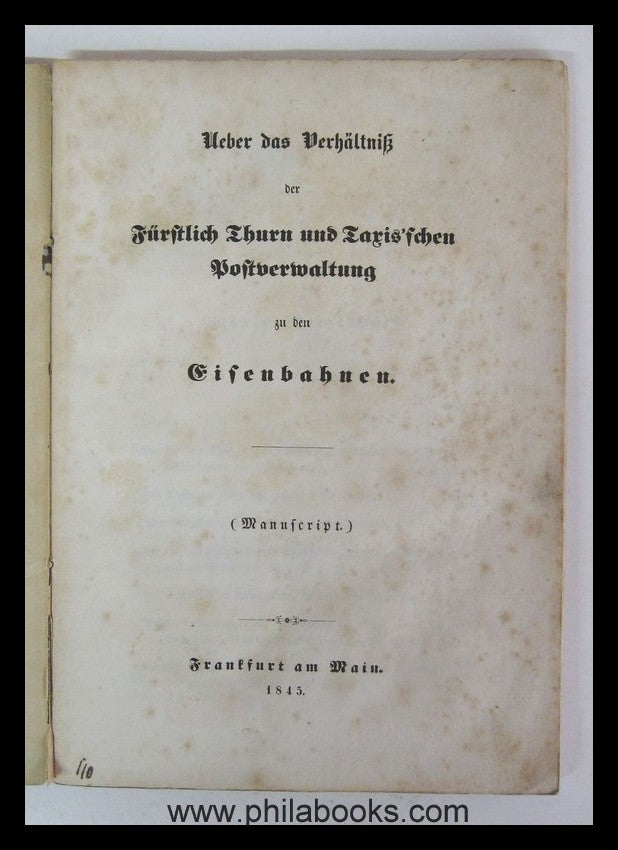 Ueber das Verhältniß
der
Fürstlich Thurn und Taxis'schen
Postverwaltung
zu den
Eisenbahnen.
(Manuscript.)
Frankfurt am Main.
1845.
1/0
www.philabooks.com